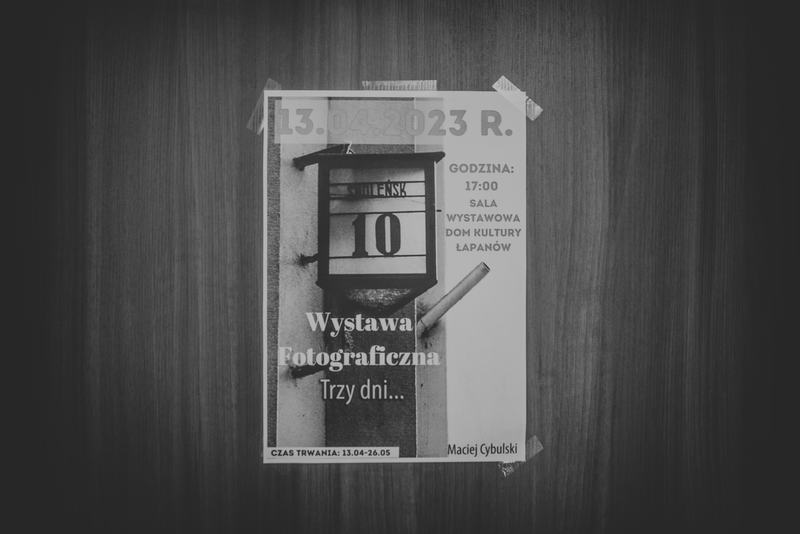 13.04.2023 R.
GODZINA:
17:00
SALA
WYSTAWOWA
DOM KULTURY
ŁAPANÓW
SMOLEŃSK
10
Wystawa
Fotograficzna
Trzy dni...
CZAS TRWANIA: 13.04-26.05
Maciej Cybulski